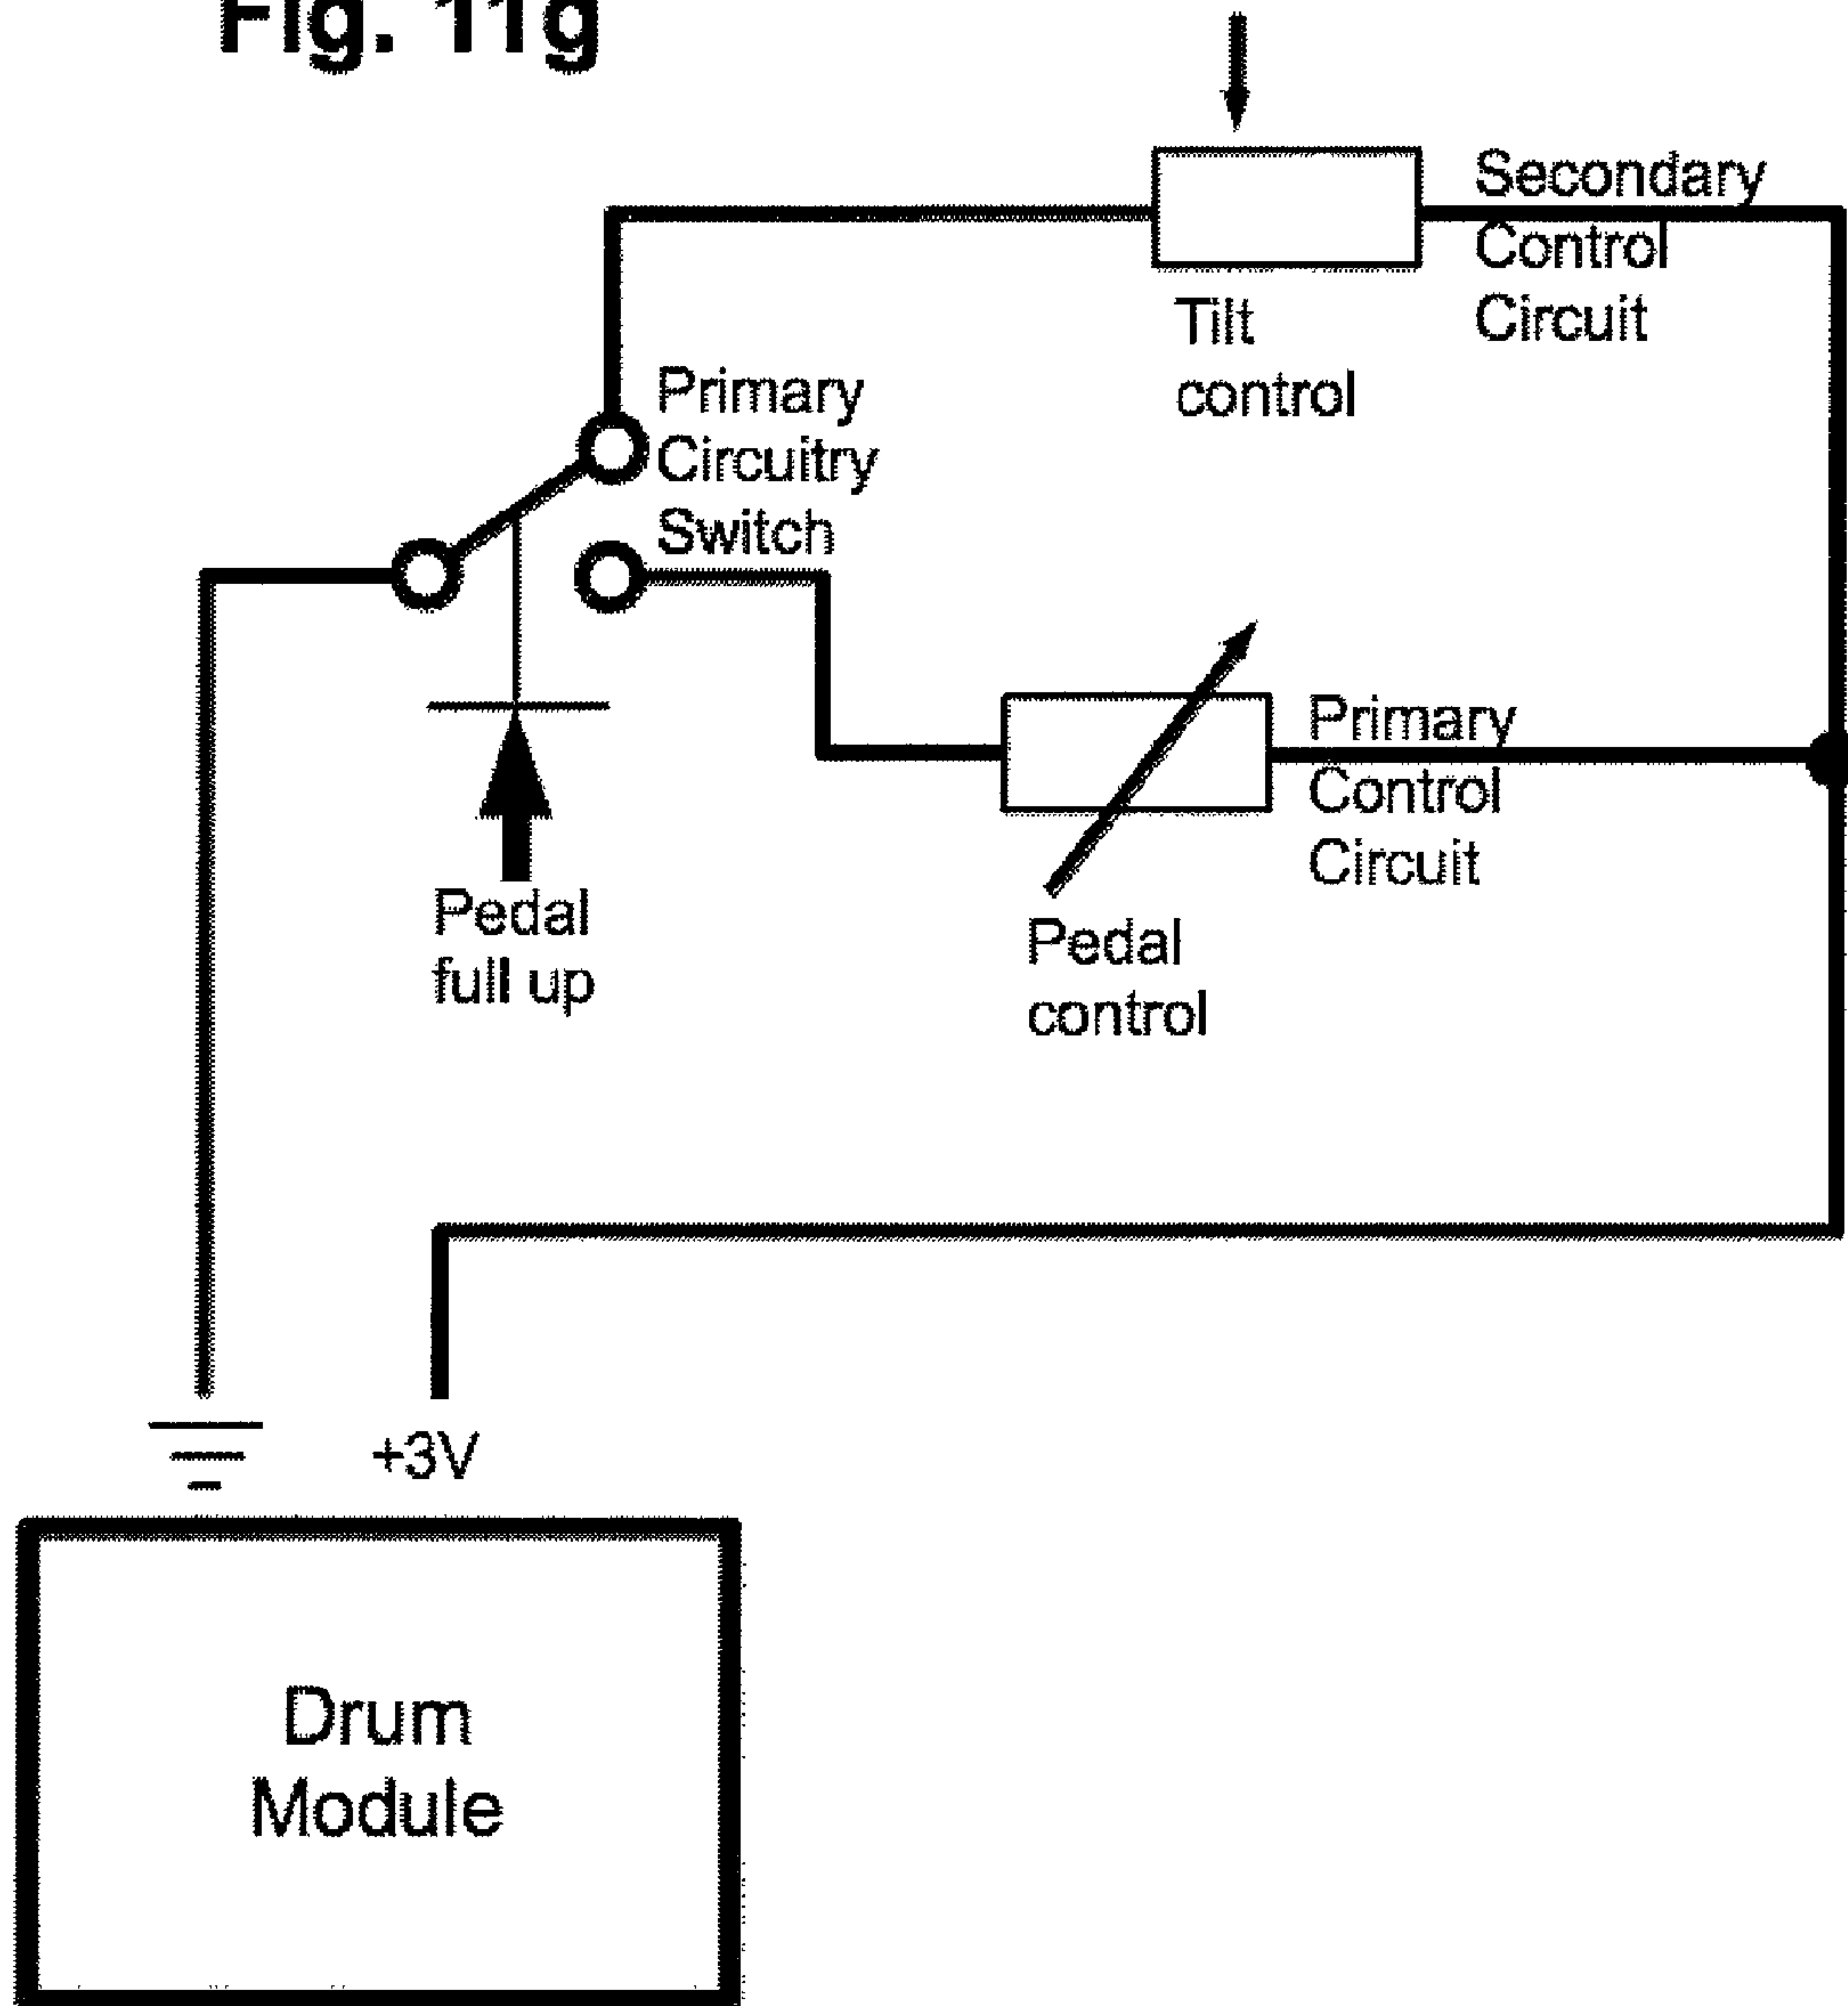 Fig. 11g
Secondary
Control
Circuit
Tilt
control
Primary
Circuitry
Switch
Primary
Control
Circuit
Pedal
full up
Pedal
control
+3V
Drum
Module